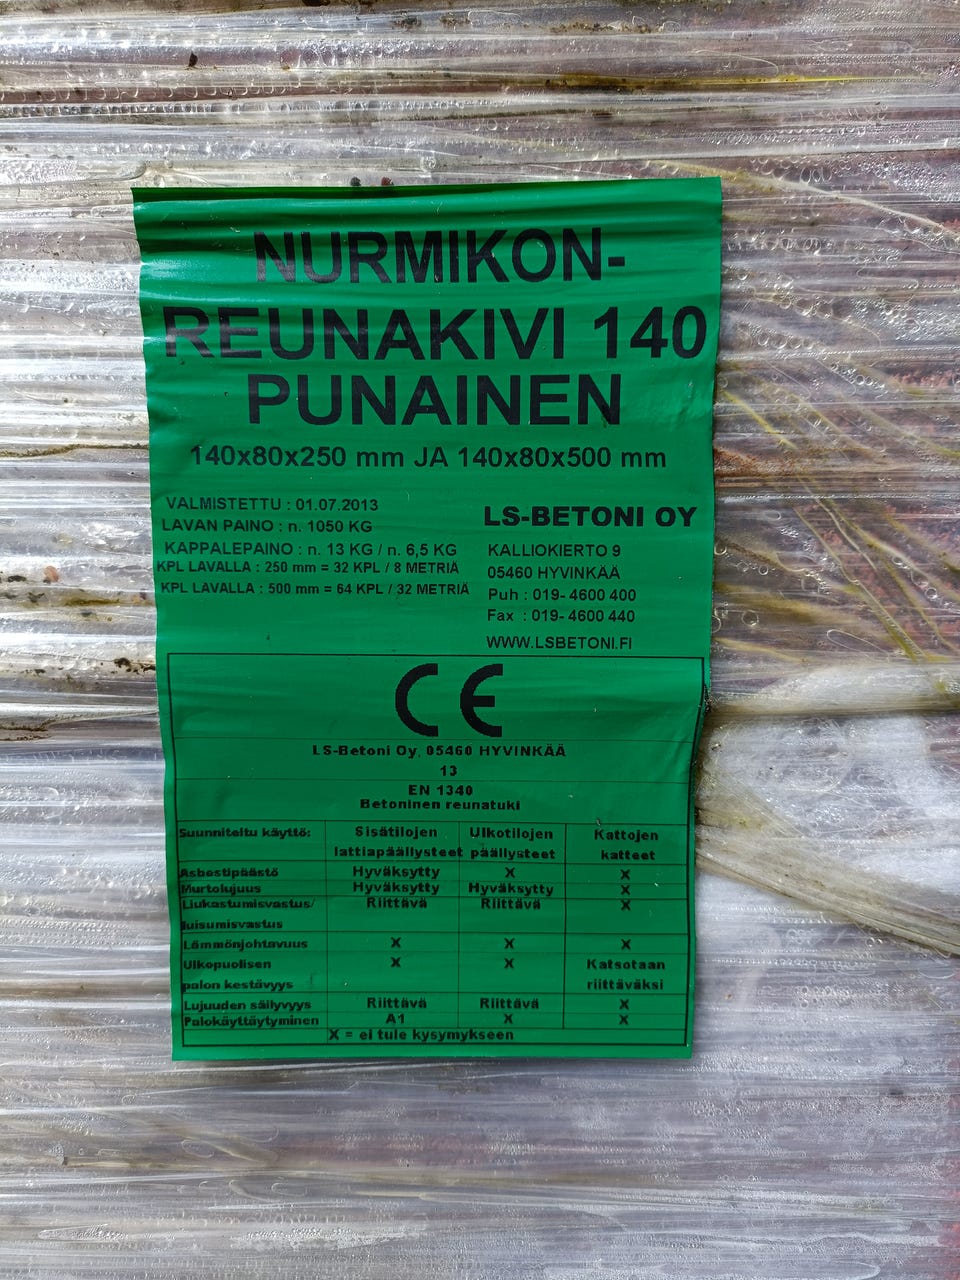 NURMIKON-
REUNAKIVI 140
PUNAINEN
140x80x250 mm JA 140x80x500 mm
VALMISTETTU : 01.07.2013
LAVAN PAINO : n. 1050 KG
KAPPALEPAINO : n. 13 KG / n. 6,5 KG
KPL LAVALLA : 250 mm = 32 KPL / 8 METRIÄ
KPL LAVALLA : 500 mm = 64 KPL / 32 METRIÄ
LS-BETONI OY
KALLIOKIERTO 9
05460 HYVINKÄÄ
Puh : 019- 4600 400
Fax : 019- 4600 440
WWW.LSBETONI.FI
CE
LS-Betoni Oy, 05460 HYVINKÄÄ
13
EN 1340
Betoninen reunatuki
Suunniteltu käyttö: Sisätilojen lattiapäällysteet Ulkotilojen päällysteet Kattojen katteet
Asbestipäästö Hyväksytty X X
Murtolujuus Hyväksytty Hyväksytty X
Liukastumisvastus/ luisumisvastus Riittävä Riittävä X
Lämmönjohtavuus X X X
Ulkopuolisen palon kestävyys X X Katsotaan riittäväksi
Lujuuden säilyvyys Riittävä Riittävä X
Palokäyttäytyminen A1 X X
X = ei tule kysymykseen